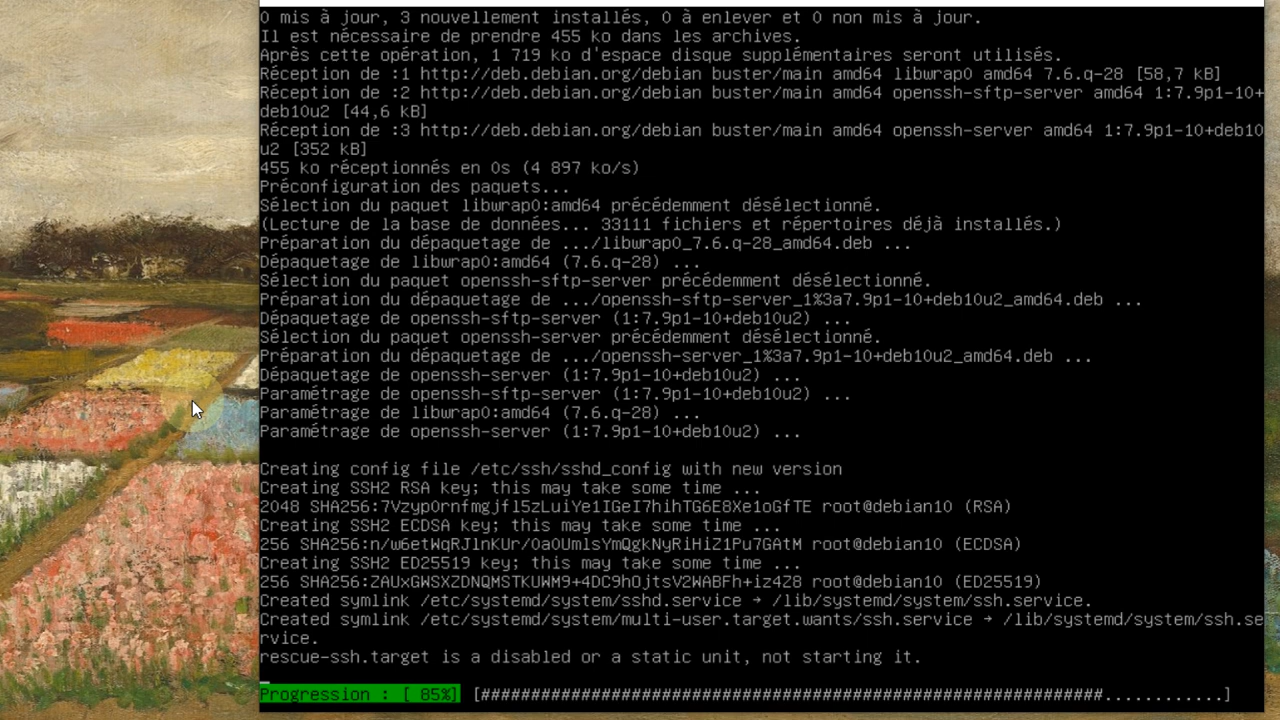 0 mis à jour, 3 nouvellement installés, 0 à enlever et 0 non mis à jour.
Il est nécessaire de prendre 455 ko dans les archives.
Après cette opération, 1 719 ko d'espace disque supplémentaires seront utilisés.
Réception de :1 http://deb.debian.org/debian buster/main amd64 libwrap0 amd64 7.6.q-28 [58,7 kB]
Réception de :2 http://deb.debian.org/debian buster/main amd64 openssh-sftp-server amd64 1:7.9p1-10+
deb10u2 [44,6 kB]
Réception de :3 http://deb.debian.org/debian buster/main amd64 openssh-server amd64 1:7.9p1-10+deb10
u2 [352 kB]
455 ko réceptionnés en 0s (4 897 ko/s)
Préconfiguration des paquets...
Sélection du paquet libwrap0:amd64 précédemment désélectionné.
(Lecture de la base de données... 33111 fichiers et répertoires déjà installés.)
Préparation du dépaquetage de .../libwrap0_7.6.q-28_amd64.deb ...
Dépaquetage de libwrap0:amd64 (7.6.q-28) ...
Sélection du paquet openssh-sftp-server précédemment désélectionné.
Préparation du dépaquetage de .../openssh-sftp-server_1%3a7.9p1-10+deb10u2_amd64.deb ...
Dépaquetage de openssh-sftp-server (1:7.9p1-10+deb10u2) ...
Sélection du paquet openssh-server précédemment désélectionné.
Préparation du dépaquetage de .../openssh-server_1%3a7.9p1-10+deb10u2_amd64.deb ...
Dépaquetage de openssh-server (1:7.9p1-10+deb10u2) ...
Paramétrage de openssh-sftp-server (1:7.9p1-10+deb10u2) ...
Paramétrage de libwrap0:amd64 (7.6.q-28) ...
Paramétrage de openssh-server (1:7.9p1-10+deb10u2) ...
Creating config file /etc/ssh/sshd_config with new version
Creating SSH2 RSA key; this may take some time ...
2048 SHA256:7VzypOrnfmgjfl5zLuiYe1IGeI7hihTG6E8Xe1oGfTE root@debian10 (RSA)
Creating SSH2 ECDSA key; this may take some time ...
256 SHA256:n/w6etWqRJlnKUr/0aOUmlsYmQgkNyRiHiZ1Pu7GAtM root@debian10 (ECDSA)
Creating SSH2 ED25519 key; this may take some time ...
256 SHA256:ZAUxGWSXZDNQMSTKUWM9+4DC9hOjtsV2WABFh+iz4Z8 root@debian10 (ED25519)
Created symlink /etc/systemd/system/sshd.service → /lib/systemd/system/ssh.service.
Created symlink /etc/systemd/system/multi-user.target.wants/ssh.service → /lib/systemd/system/ssh.se
rvice.
rescue-ssh.target is a disabled or a static unit, not starting it.
Progression : [ 85%] [##############################################################............]